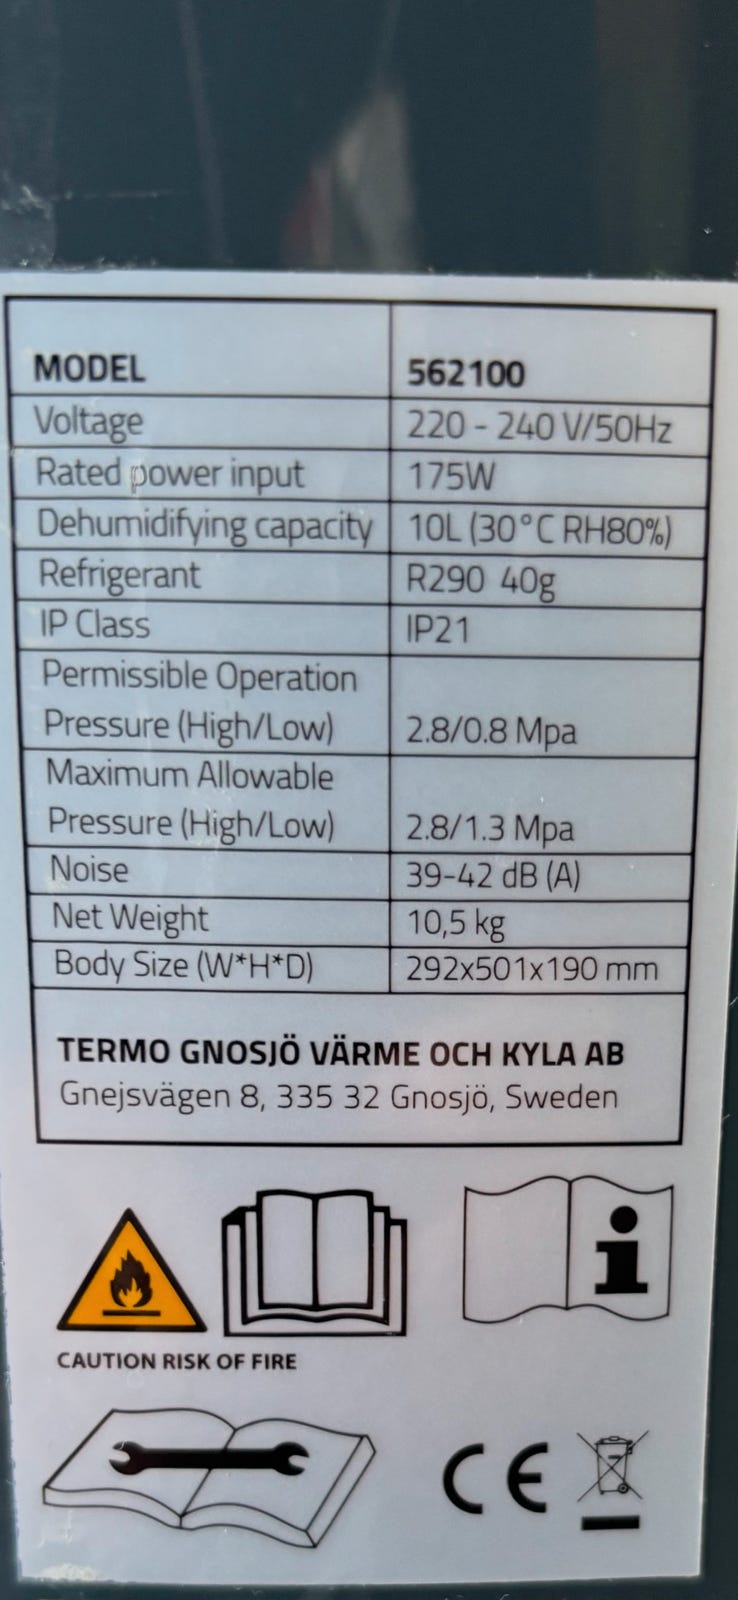 MODEL 562100
Voltage 220 - 240 V/50Hz
Rated power input 175W
Dehumidifying capacity 10L (30°C RH80%)
Refrigerant R290 40g
IP Class IP21
Permissible Operation
Pressure (High/Low) 2.8/0.8 Mpa
Maximum Allowable
Pressure (High/Low) 2.8/1.3 Mpa
Noise 39-42 dB (A)
Net Weight 10,5 kg
Body Size (W*H*D) 292x501x190 mm
TERMO GNOSJÖ VÄRME OCH KYLA AB
Gnejsvägen 8, 335 32 Gnosjö, Sweden
i
CAUTION RISK OF FIRE
CE